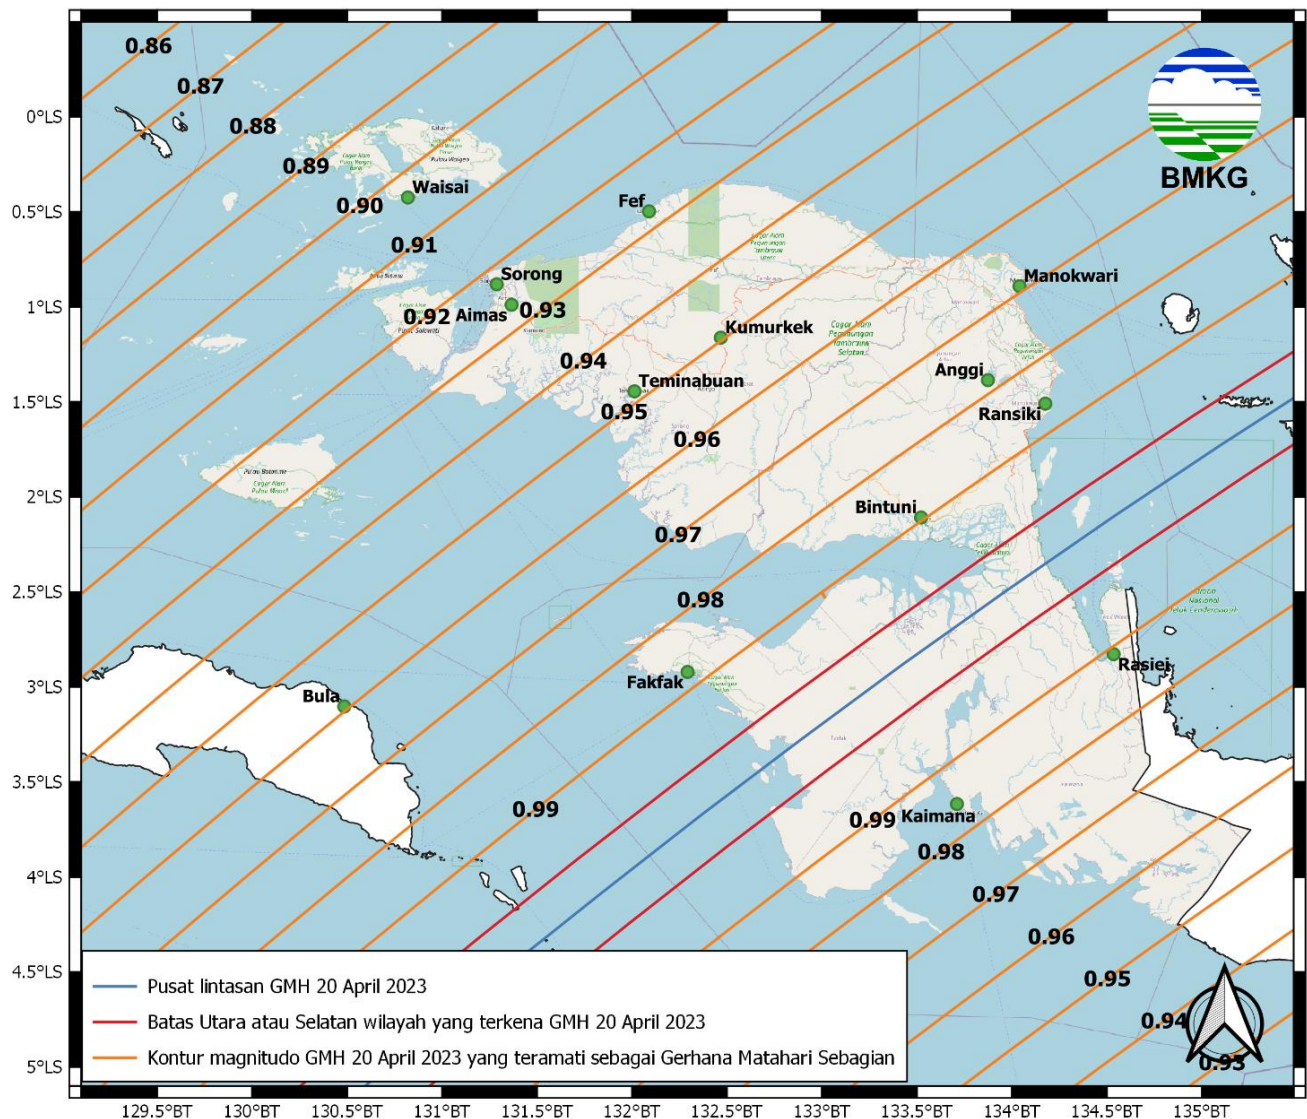 0.86
0.87
BMKG
0°LS
0.88
0.89
Waisai
0.90
Fef
0.5°LS
0.91
Sorong
Manokwari
1°LS
0.92
Aimas
0.93
Kumurkek
Cagar Alam
Pegunungan
Tambrauw
Selatan
0.94
Anggi
Teminabuan
1.5°LS
0.95
Ransiki
0.96
2°LS
Bintuni
0.97
2.5°LS
0.98
Rasiei
3°LS
Fakfak
Bula
3.5°LS
0.99
0.99
Kaimana
0.98
4°LS
0.97
0.96
4.5°LS
0.95
Pusat lintasan GMH 20 April 2023
Batas Utara atau Selatan wilayah yang terkena GMH 20 April 2023
0.94
Kontur magnitudo GMH 20 April 2023 yang teramati sebagai Gerhana Matahari Sebagian
0.93
5°LS
129.5°BT
130°BT
130.5°BT
131°BT
131.5°BT
132°BT
132.5°BT
133°BT
133.5°BT
134°BT
134.5°BT
135°BT